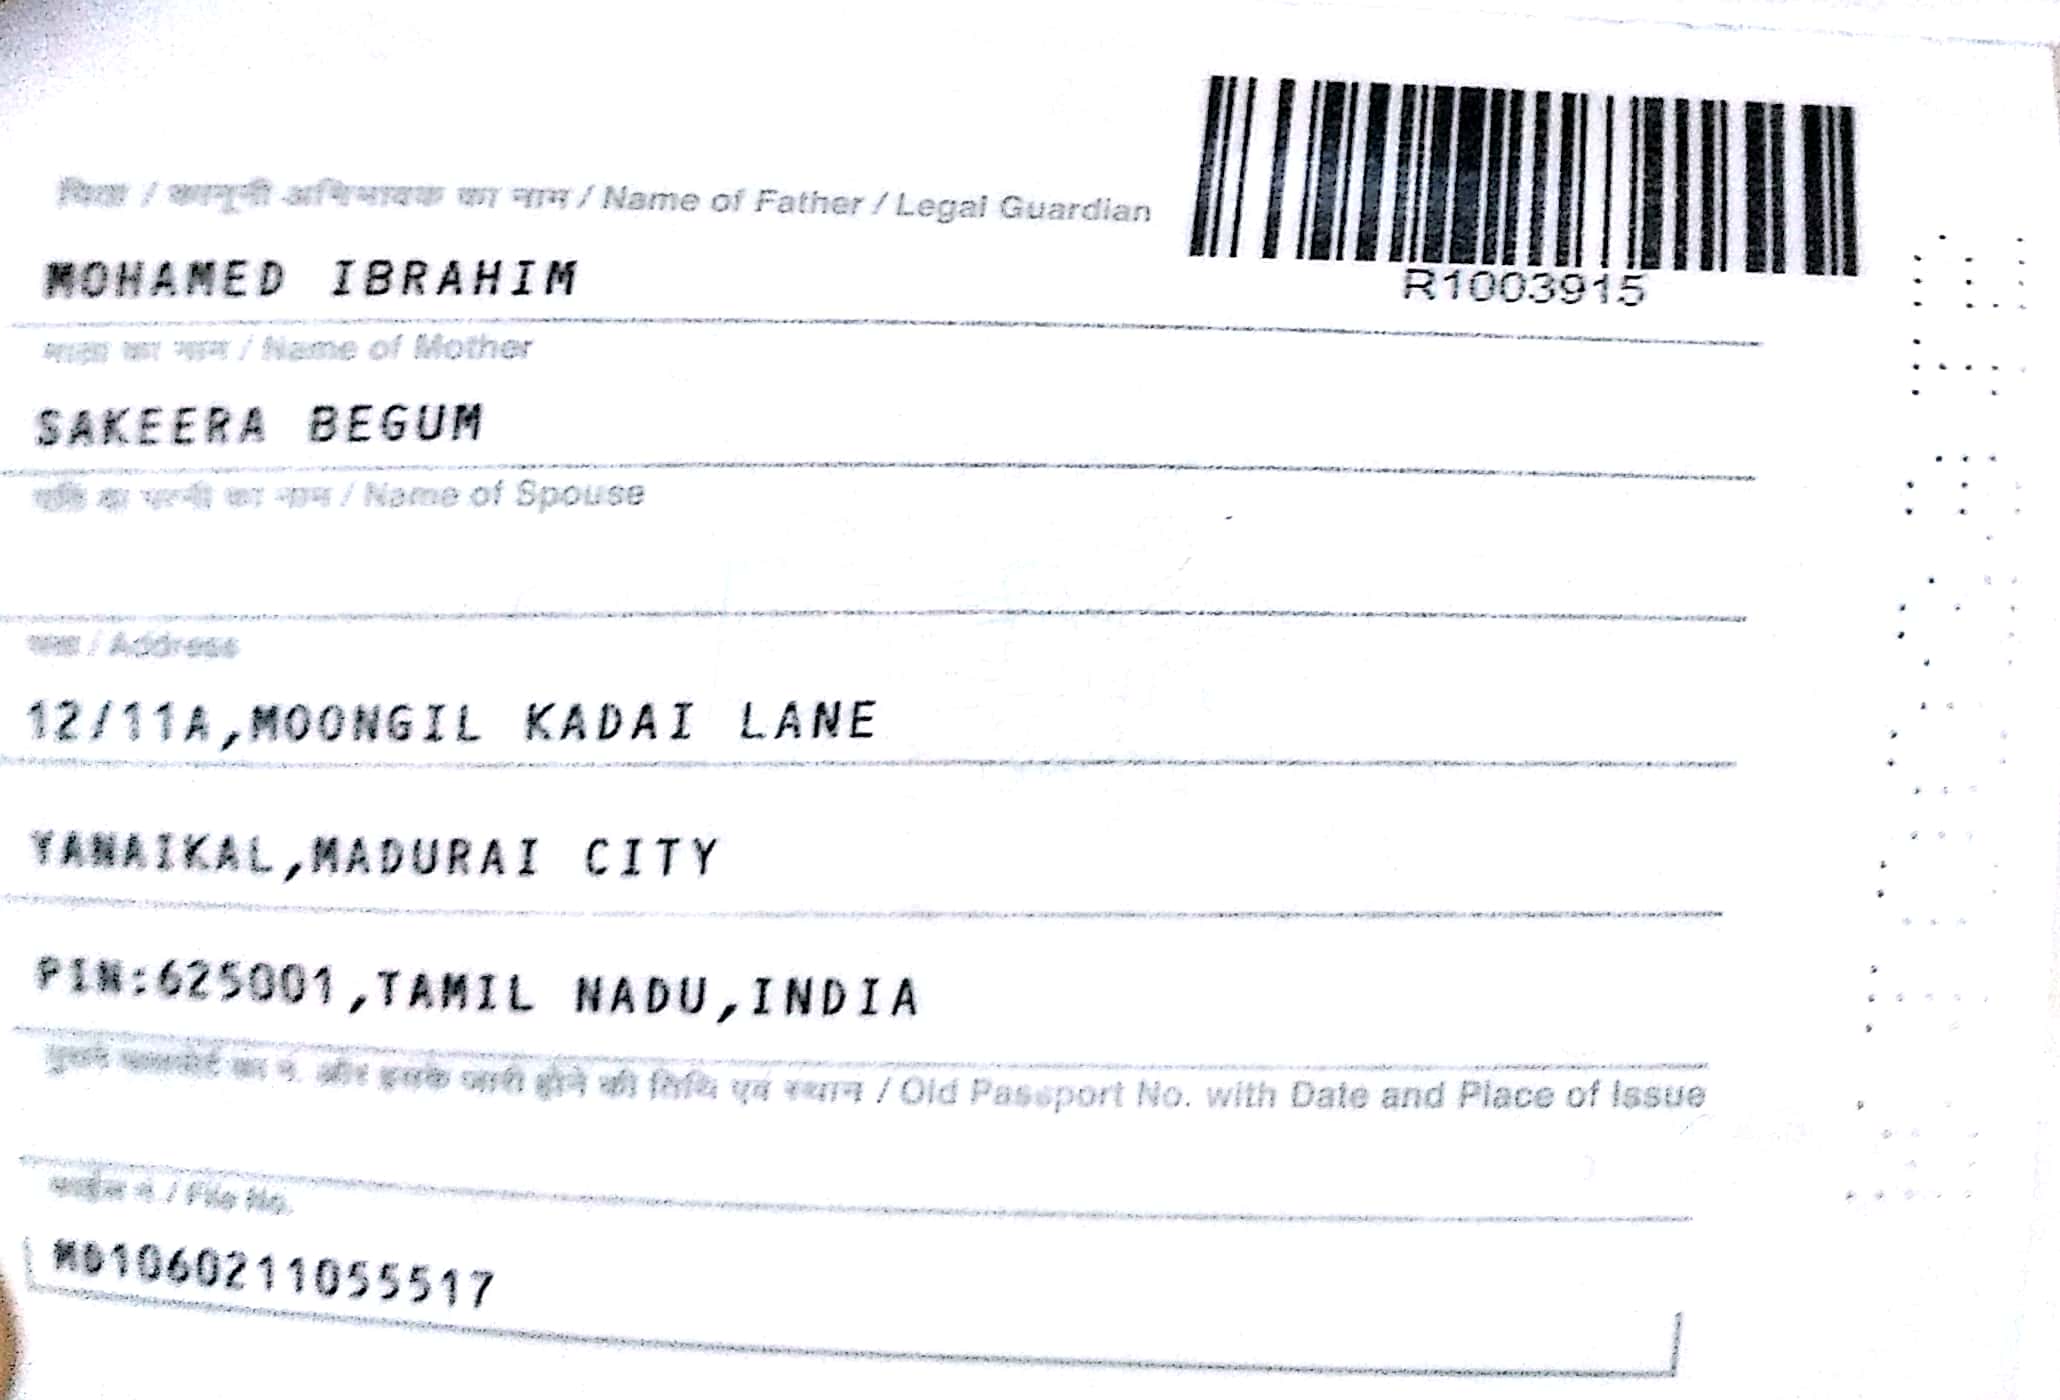 पिता / कानूनी अभिभावक का नाम / Name of Father / Legal Guardian
R1003915
MOHAMED IBRAHIM
माता का नाम / Name of Mother
SAKEERA BEGUM
पति या पत्नी का नाम / Name of Spouse
पता / Address
12/11A,MOONGIL KADAI LANE
YANAIKAL,MADURAI CITY
PIN:625001,TAMIL NADU,INDIA
पुराने पासपोर्ट का नं. और इसके जारी होने की तिथि एवं स्थान / Old Passport No. with Date and Place of Issue
फाईल नं. / File No.
MD1060211055517